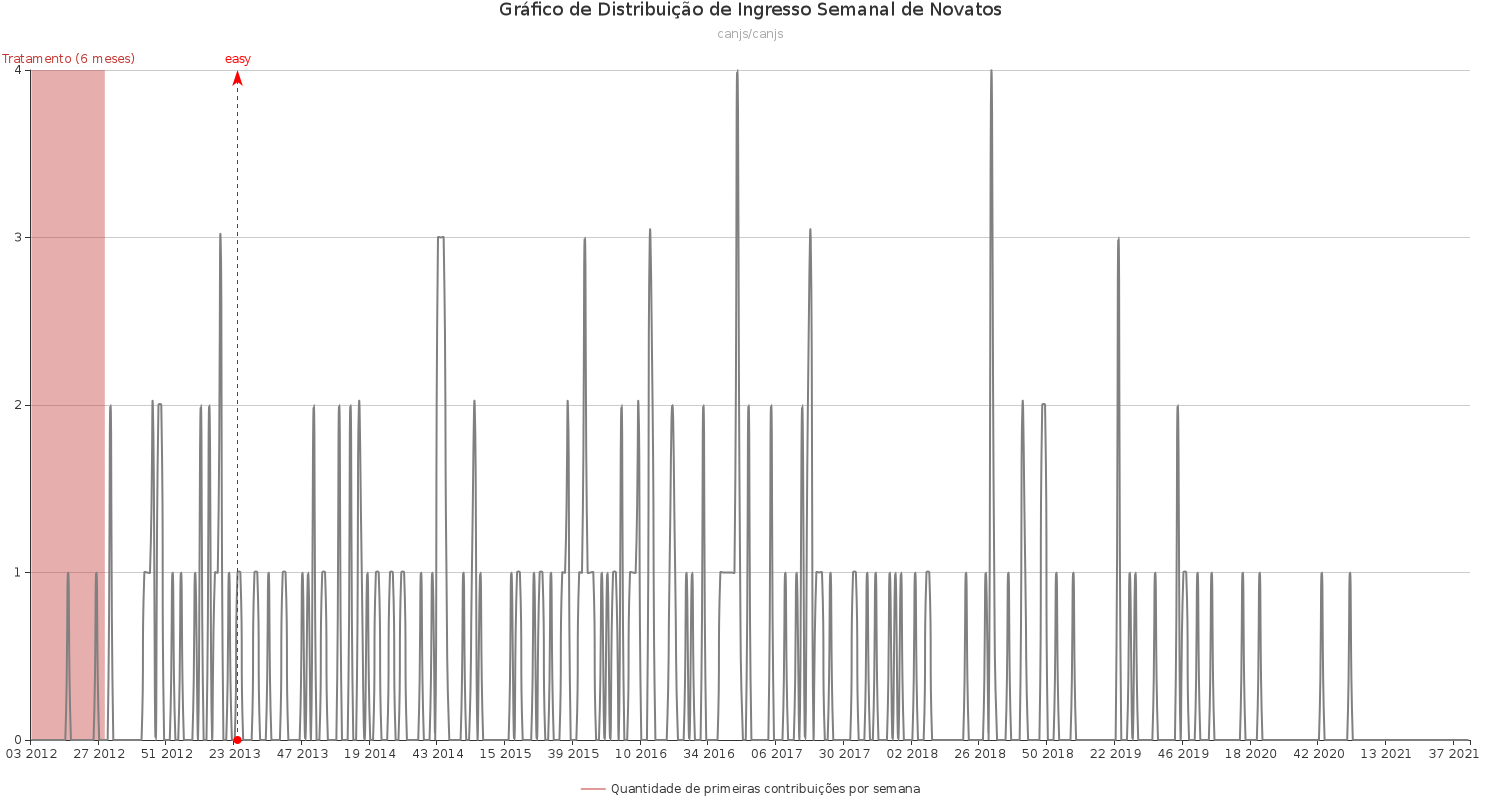 Gráfico de Distribuição de Ingresso Semanal de Novatos
canjs/canjs
Tratamento (6 meses) easy
4
3
2
1
0
03 2012 27 2012 51 2012 23 2013 47 2013 19 2014 43 2014 15 2015 39 2015 10 2016 34 2016 06 2017 30 2017 02 2018 26 2018 50 2018 22 2019 46 2019 18 2020 42 2020 13 2021 37 2021
Quantidade de primeiras contribuições por semana